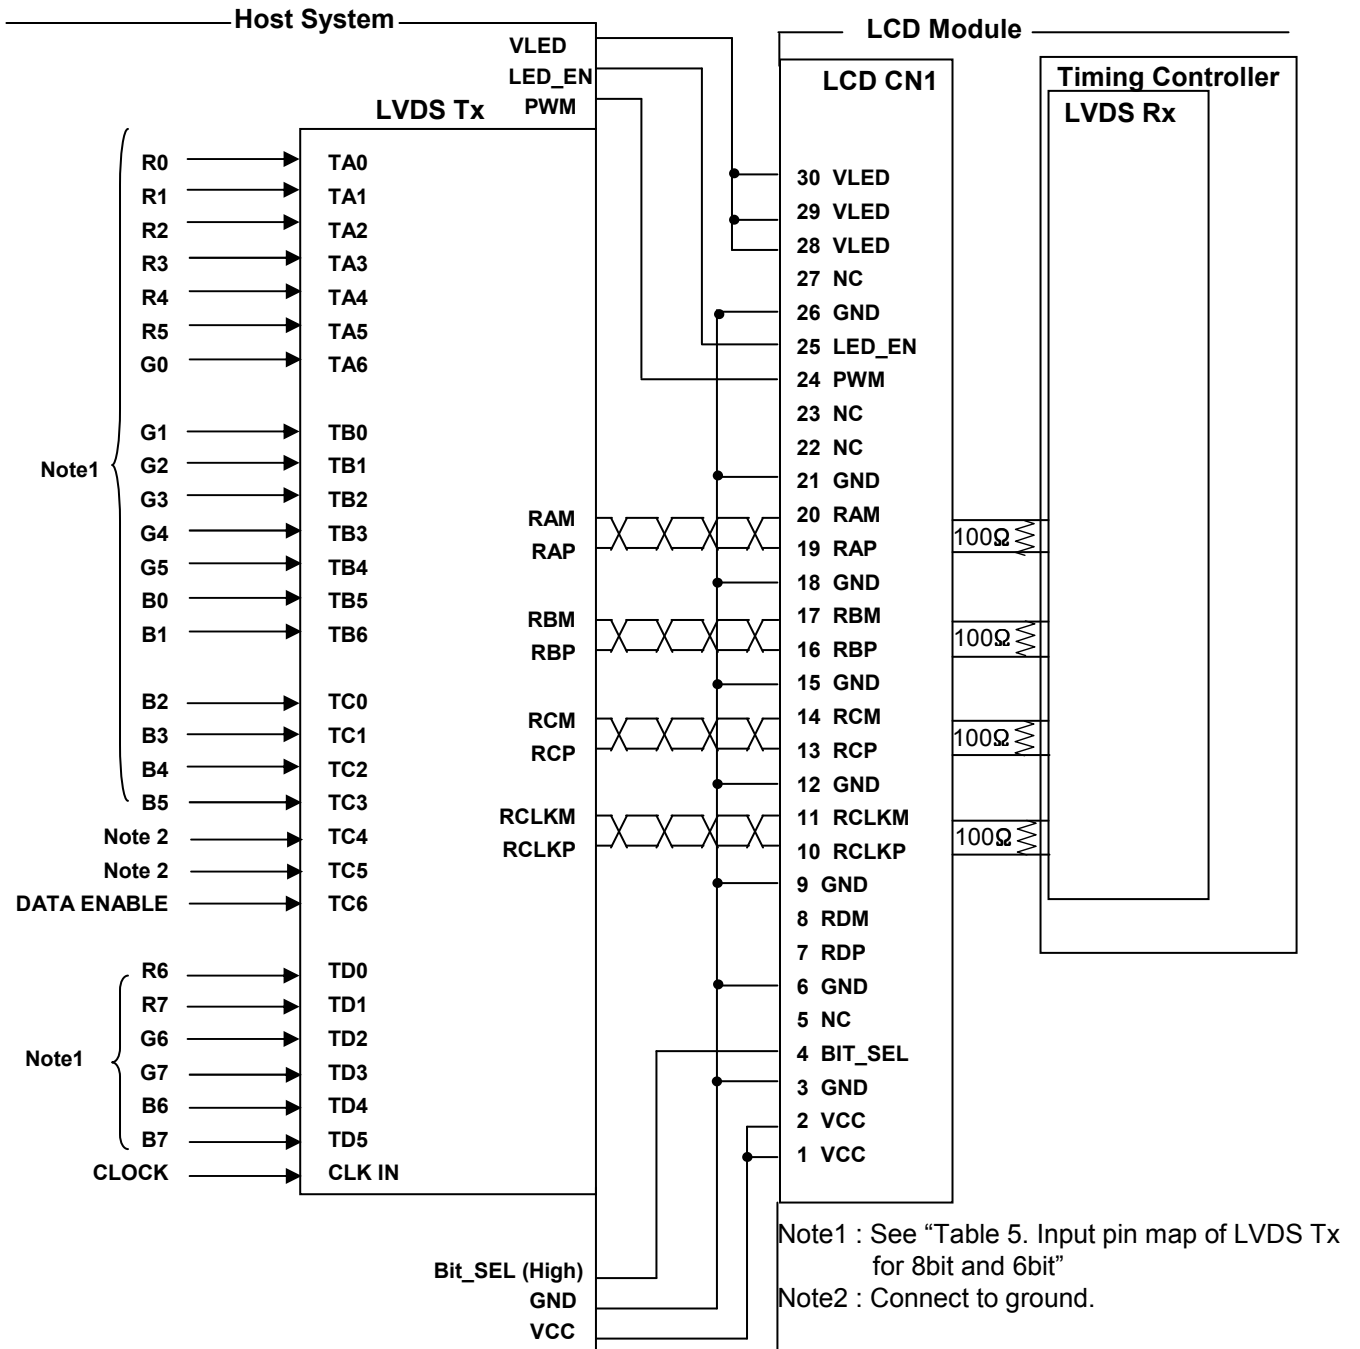 Host System
LCD Module
VLED
LED_EN
PWM
LVDS Tx
LCD CN1
Timing Controller
LVDS Rx
R0 TA0
R1 TA1
R2 TA2
R3 TA3
R4 TA4
R5 TA5
G0 TA6
G1 TB0
G2 TB1
G3 TB2
G4 TB3
G5 TB4
B0 TB5
B1 TB6
B2 TC0
B3 TC1
B4 TC2
B5 TC3
Note 2 TC4
Note 2 TC5
DATA ENABLE TC6
R6 TD0
R7 TD1
G6 TD2
G7 TD3
B6 TD4
B7 TD5
CLOCK CLK IN
Note1
Note1
RAM
RAP
RBM
RBP
RCM
RCP
RCLKM
RCLKP
Bit_SEL (High)
GND
VCC
30 VLED
29 VLED
28 VLED
27 NC
26 GND
25 LED_EN
24 PWM
23 NC
22 NC
21 GND
20 RAM
19 RAP
18 GND
17 RBM
16 RBP
15 GND
14 RCM
13 RCP
12 GND
11 RCLKM
10 RCLKP
9 GND
8 RDM
7 RDP
6 GND
5 NC
4 BIT_SEL
3 GND
2 VCC
1 VCC
100Ω
100Ω
100Ω
100Ω
Note1 : See “Table 5. Input pin map of LVDS Tx
for 8bit and 6bit”
Note2 : Connect to ground.